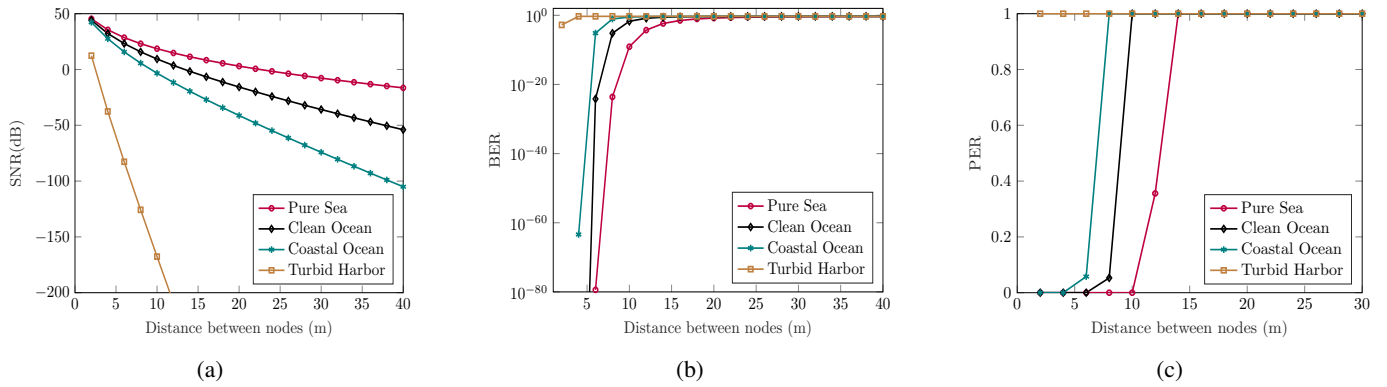 50
0
−50
−100
−150
−200
SNR(dB)
0 5 10 15 20 25 30 35 40
Distance between nodes (m)
Pure Sea
Clean Ocean
Coastal Ocean
Turbid Harbor
(a)
10^0
10^−20
10^−40
10^−60
10^−80
BER
5 10 15 20 25 30 35 40
Distance between nodes (m)
Pure Sea
Clean Ocean
Coastal Ocean
Turbid Harbor
(b)
1
0.8
0.6
0.4
0.2
0
PER
0 5 10 15 20 25 30
Distance between nodes (m)
Pure Sea
Clean Ocean
Coastal Ocean
Turbid Harbor
(c)